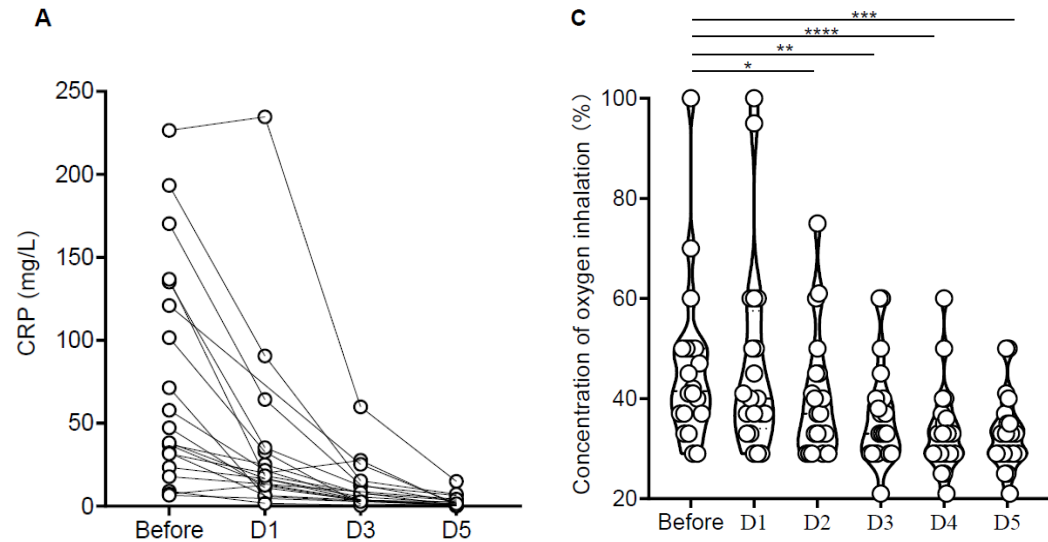 A
CRP (mg/L)
250
200
150
100
50
0
Before D1 D3 D5
C
***
****
**
*
Concentration of oxygen inhalation (%)
100
80
60
40
20
Before D1 D2 D3 D4 D5